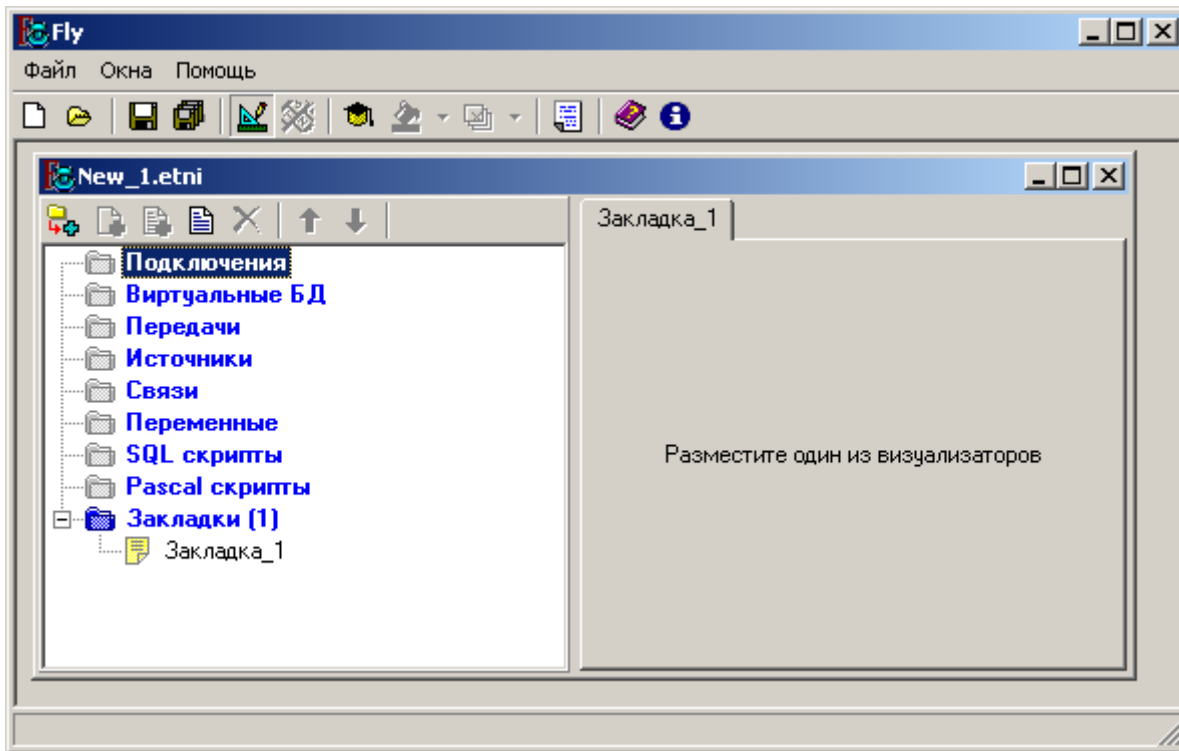 Fly
Файл Окна Помощь
New_1.etni
Закладка_1
Подключения
Виртуальные БД
Передачи
Источники
Связи
Переменные
SQL скрипты
Pascal скрипты
Закладки (1)
Закладка_1
Разместите один из визуализаторов